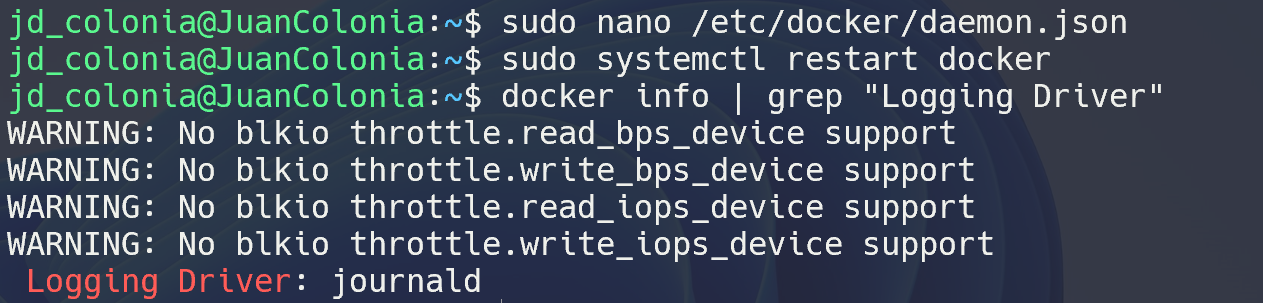 jd_colonia@JuanColonia:~$ sudo nano /etc/docker/daemon.json
jd_colonia@JuanColonia:~$ sudo systemctl restart docker
jd_colonia@JuanColonia:~$ docker info | grep "Logging Driver"
WARNING: No blkio throttle.read_bps_device support
WARNING: No blkio throttle.write_bps_device support
WARNING: No blkio throttle.read_iops_device support
WARNING: No blkio throttle.write_iops_device support
 Logging Driver: journald